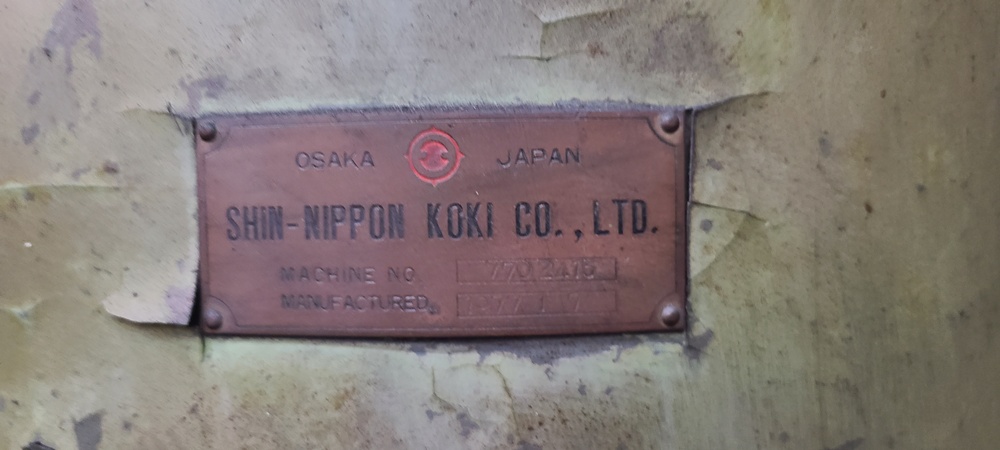 OSAKA JAPAN
SHIN-NIPPON KOKI CO., LTD.
MACHINE NO.
MANUFACTURED